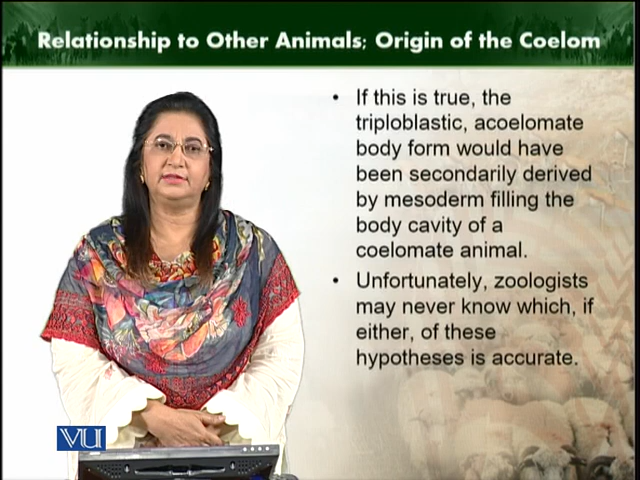 Relationship to Other Animals; Origin of the Coelom
• If this is true, the
triploblastic, acoelomate
body form would have
been secondarily derived
by mesoderm filling the
body cavity of a
coelomate animal.
• Unfortunately, zoologists
may never know which, if
either, of these
hypotheses is accurate.
VU